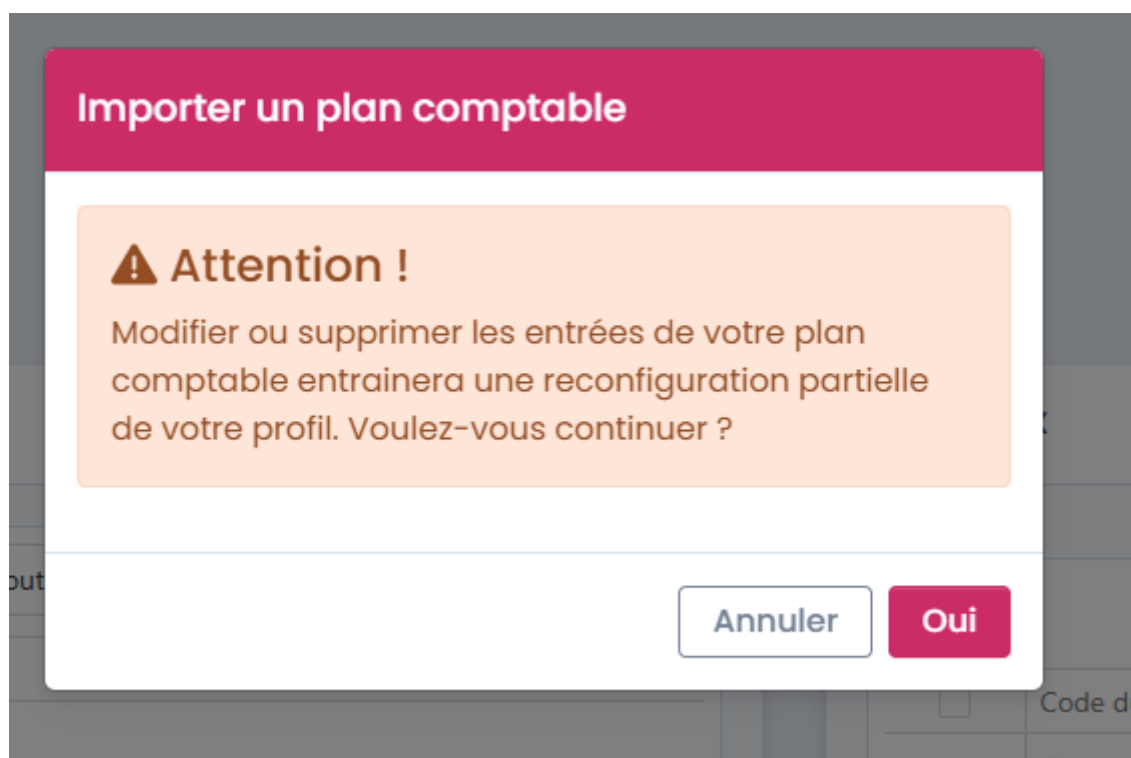 Importer un plan comptable
Attention !
Modifier ou supprimer les entrées de votre plan
comptable entrainera une reconfiguration partielle
de votre profil. Voulez-vous continuer ?
Annuler
Oui
Code d